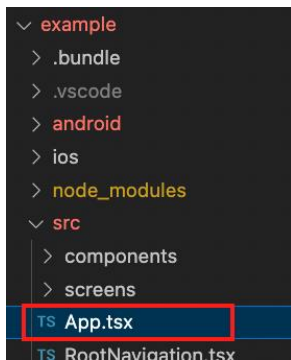 example
.bundle
.vscode
android
ios
node_modules
src
components
screens
TS App.tsx
TS RootNavigation.tsx